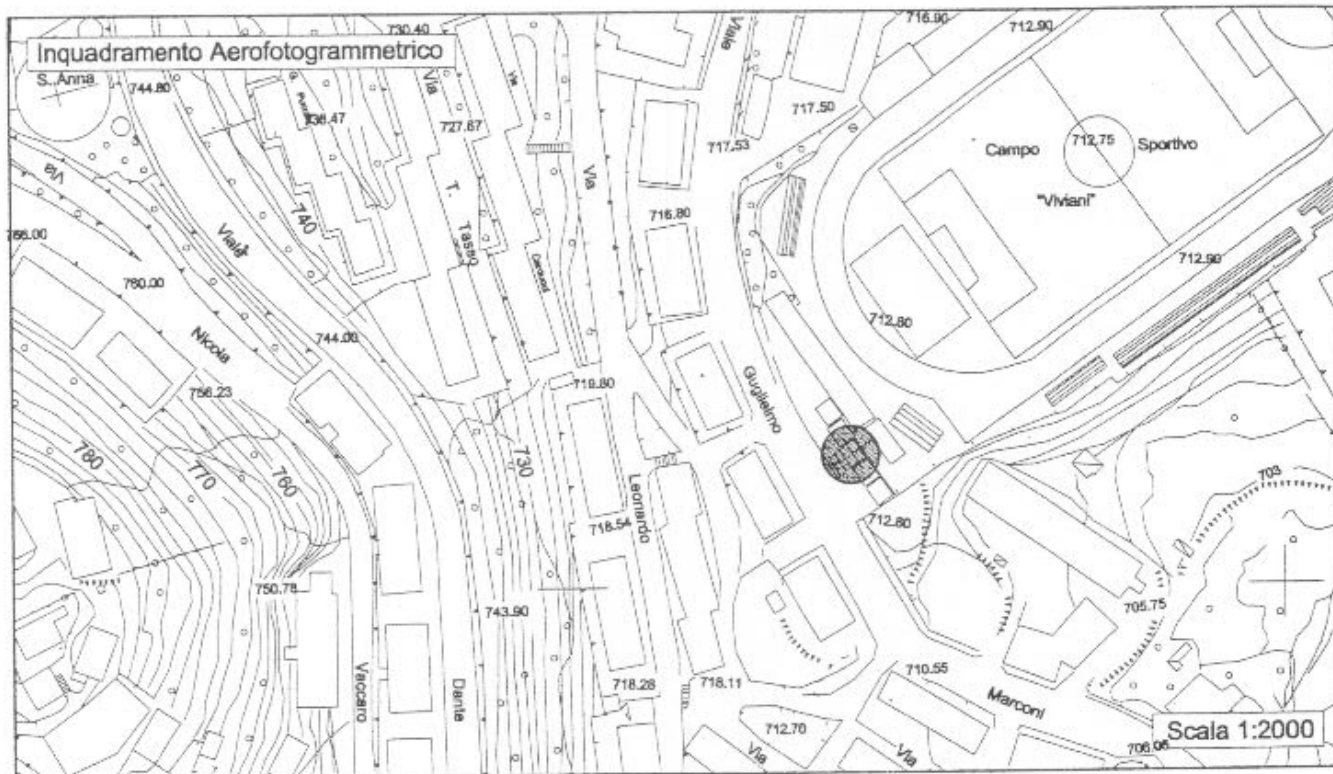 Inquadramento Aerofotogrammetrico
S. Anna
744.80
730.40
716.90
712.90
Viale
Via
Via
738.47
727.87
717.50
717.53
Campo
712.75
Sportivo
"Viviani"
Via
Via
T.
Tasso
740
716.80
Viale
766.00
760.00
712.90
712.80
Nicola
744.00
719.80
Guglielmo
756.23
780
770
760
730
Leonardo
718.54
703
712.80
750.78
743.90
705.75
Vaccaro
Dante
718.28
718.11
710.55
Marconi
712.70
Via
Via
706.06
Scala 1:2000